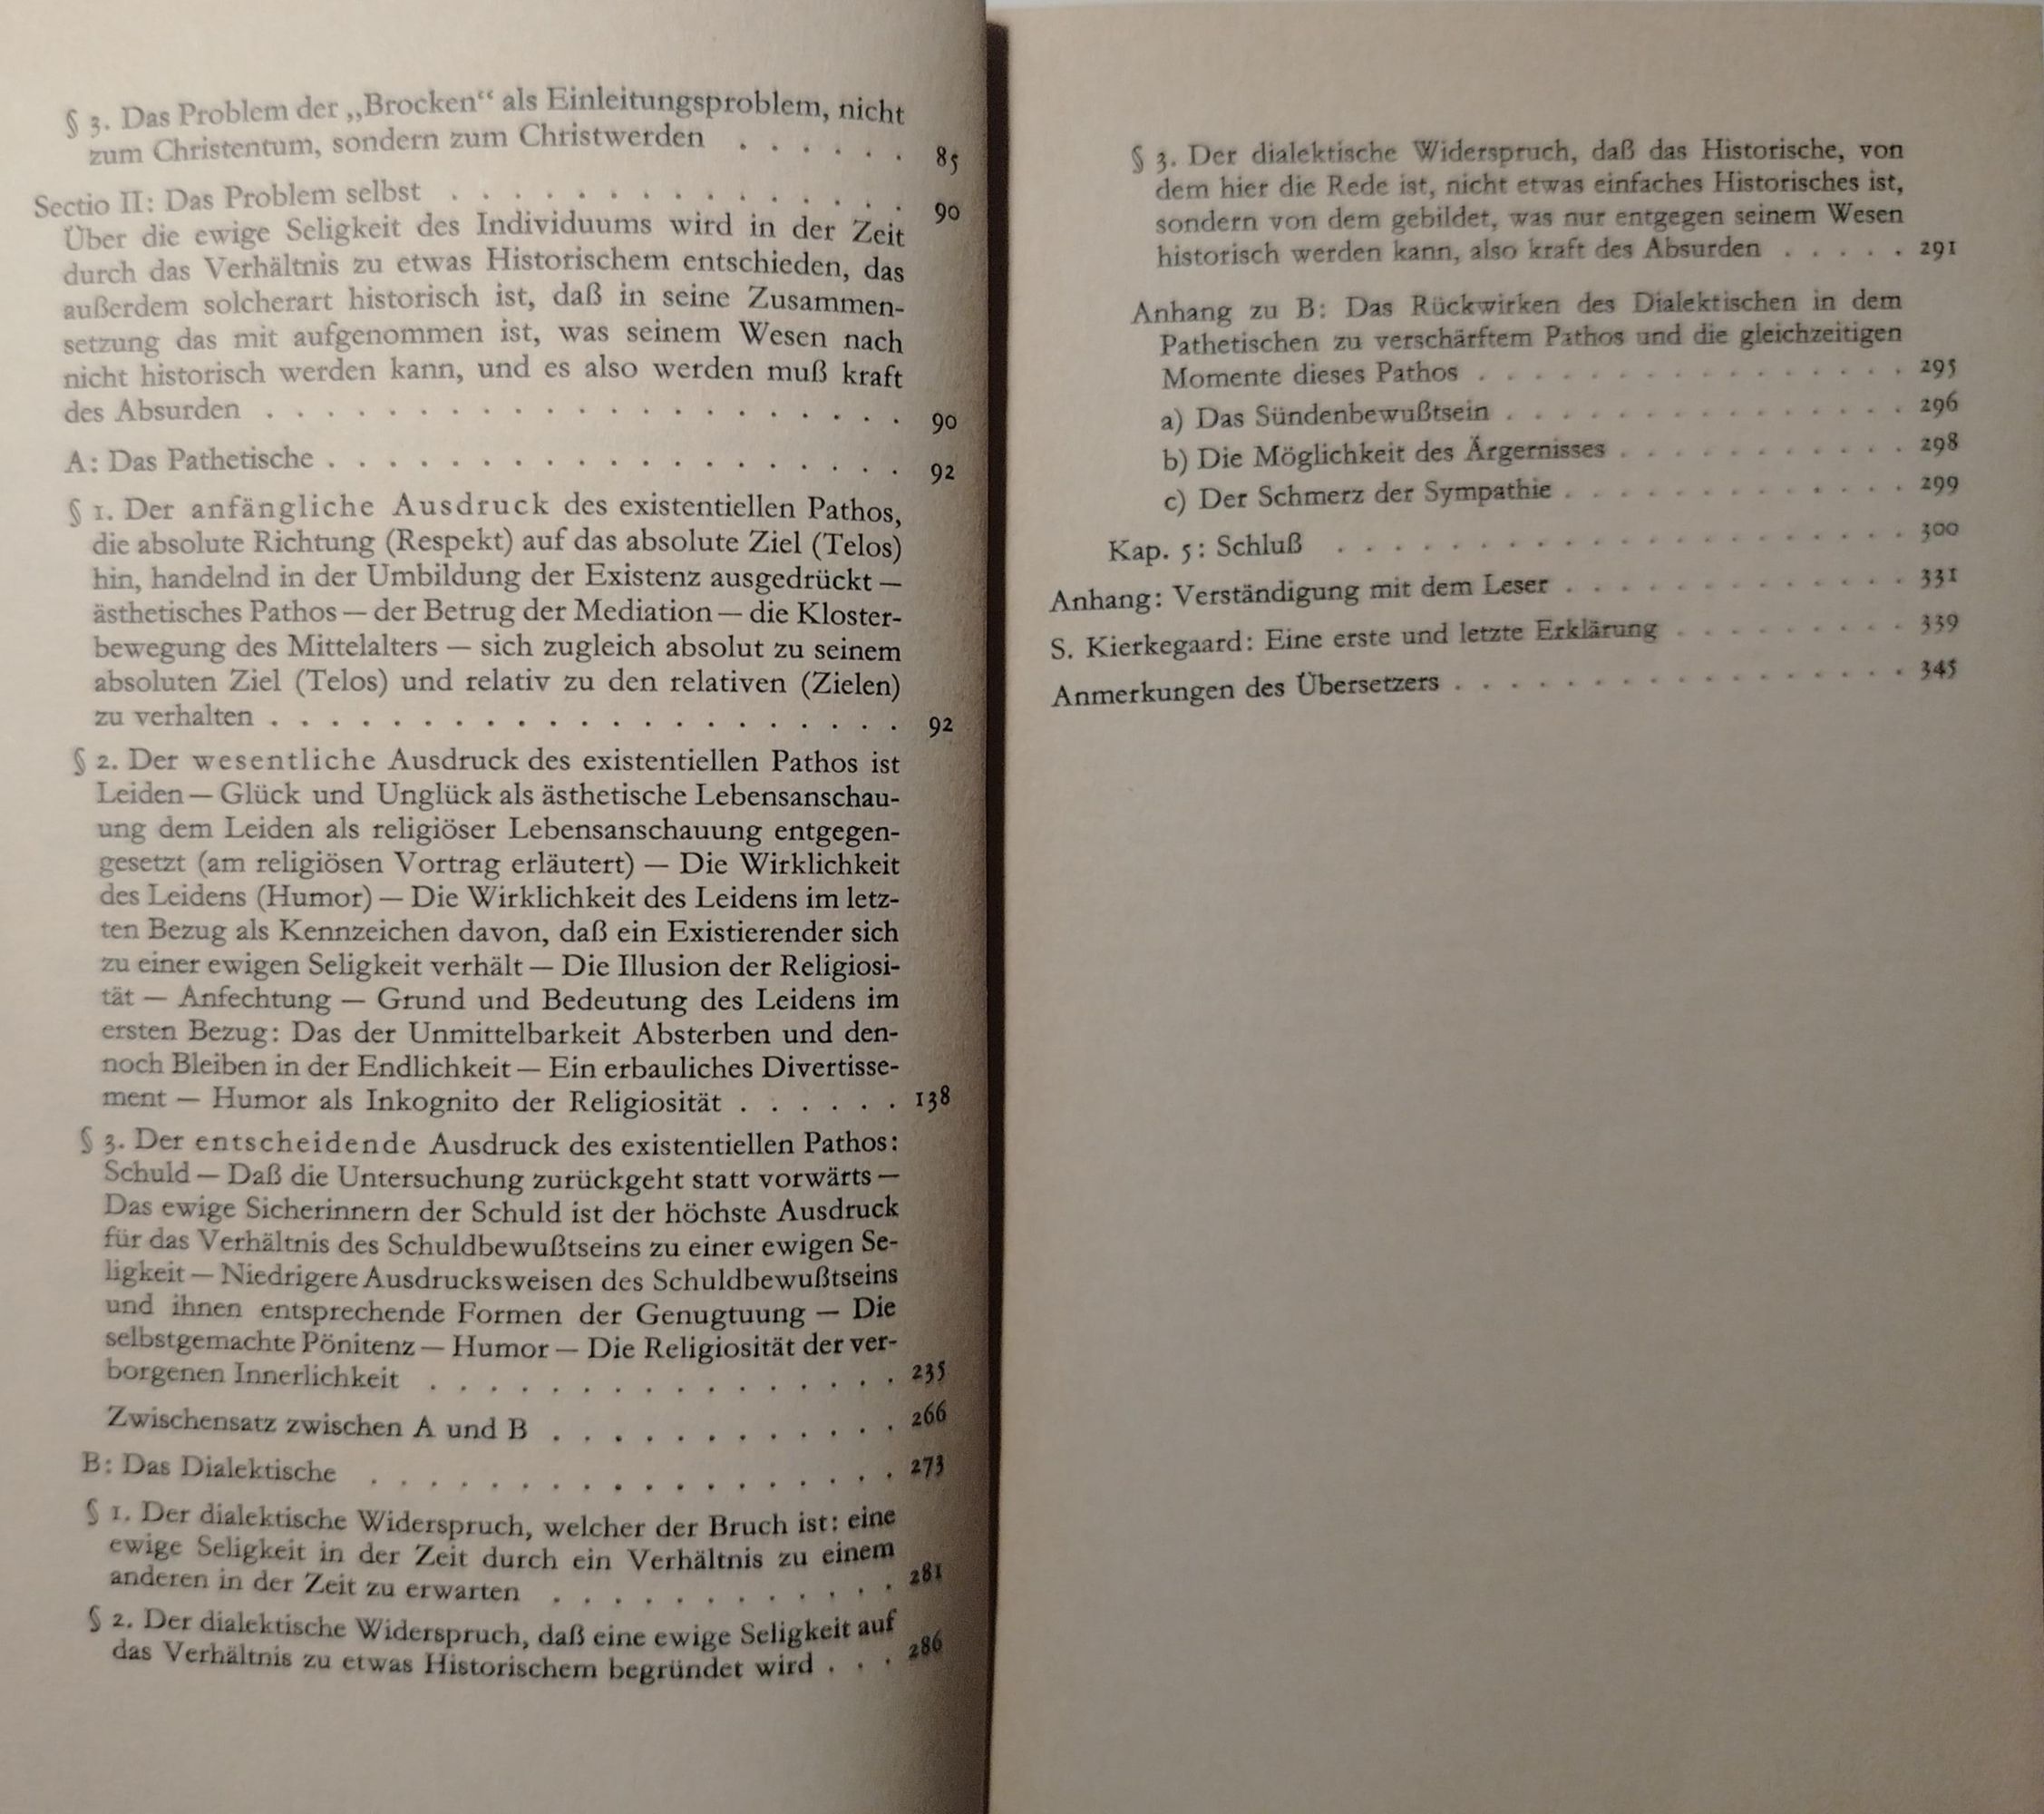 § 3. Das Problem der „Brocken“ als Einleitungsproblem, nicht
zum Christentum, sondern zum Christwerden . . . . . . 85
Sectio II: Das Problem selbst . . . . . . . . . . . . 90
Über die ewige Seligkeit des Individuums wird in der Zeit
durch das Verhältnis zu etwas Historischem entschieden, das
außerdem solcherart historisch ist, daß in seine Zusammen-
setzung das mit aufgenommen ist, was seinem Wesen nach
nicht historisch werden kann, und es also werden muß kraft
des Absurden . . . . . . . . . . . . . . . . . 90
A: Das Pathetische . . . . . . . . . . . . . . . . 92
§ 1. Der anfängliche Ausdruck des existentiellen Pathos,
die absolute Richtung (Respekt) auf das absolute Ziel (Telos)
hin, handelnd in der Umbildung der Existenz ausgedrückt —
ästhetisches Pathos — der Betrug der Mediation — die Kloster-
bewegung des Mittelalters — sich zugleich absolut zu seinem
absoluten Ziel (Telos) und relativ zu den relativen (Zielen)
zu verhalten . . . . . . . . . . . . . . . . . 92
§ 2. Der wesentliche Ausdruck des existentiellen Pathos ist
Leiden — Glück und Unglück als ästhetische Lebensanschau-
ung dem Leiden als religiöser Lebensanschauung entgegen-
gesetzt (am religiösen Vortrag erläutert) — Die Wirklichkeit
des Leidens (Humor) — Die Wirklichkeit des Leidens im letz-
ten Bezug als Kennzeichen davon, daß ein Existierender sich
zu einer ewigen Seligkeit verhält — Die Illusion der Religiosi-
tät — Anfechtung — Grund und Bedeutung des Leidens im
ersten Bezug: Das der Unmittelbarkeit Absterben und den-
noch Bleiben in der Endlichkeit — Ein erbauliches Divertisse-
ment — Humor als Inkognito der Religiosität . . . . . . 138
§ 3. Der entscheidende Ausdruck des existentiellen Pathos:
Schuld — Daß die Untersuchung zurückgeht statt vorwärts —
Das ewige Sicherinnern der Schuld ist der höchste Ausdruck
für das Verhältnis des Schuldbewußtseins zu einer ewigen Se-
ligkeit — Niedrigere Ausdrucksweisen des Schuldbewußtseins
und ihnen entsprechende Formen der Genugtuung — Die
selbstgemachte Pönitenz — Humor — Die Religiosität der ver-
borgenen Innerlichkeit . . . . . . . . . . . . . 235
Zwischensatz zwischen A und B . . . . . . . . . . 266
B: Das Dialektische . . . . . . . . . . . . . . . 273
§ 1. Der dialektische Widerspruch, welcher der Bruch ist: eine
ewige Seligkeit in der Zeit durch ein Verhältnis zu einem
anderen in der Zeit zu erwarten . . . . . . . . . . 281
§ 2. Der dialektische Widerspruch, daß eine ewige Seligkeit auf
das Verhältnis zu etwas Historischem begründet wird . . . 286
§ 3. Der dialektische Widerspruch, daß das Historische, von
dem hier die Rede ist, nicht etwas einfaches Historisches ist,
sondern von dem gebildet, was nur entgegen seinem Wesen
historisch werden kann, also kraft des Absurden . . . . . 291
Anhang zu B: Das Rückwirken des Dialektischen in dem
Pathetischen zu verschärftem Pathos und die gleichzeitigen
Momente dieses Pathos . . . . . . . . . . . . . 295
a) Das Sündenbewußtsein . . . . . . . . . . . . 296
b) Die Möglichkeit des Ärgernisses . . . . . . . . . . 298
c) Der Schmerz der Sympathie . . . . . . . . . . . 299
Kap. 5: Schluß . . . . . . . . . . . . . . . . . 300
Anhang: Verständigung mit dem Leser . . . . . . . . . . 331
S. Kierkegaard: Eine erste und letzte Erklärung . . . . . . . 339
Anmerkungen des Übersetzers . . . . . . . . . . . . . 345